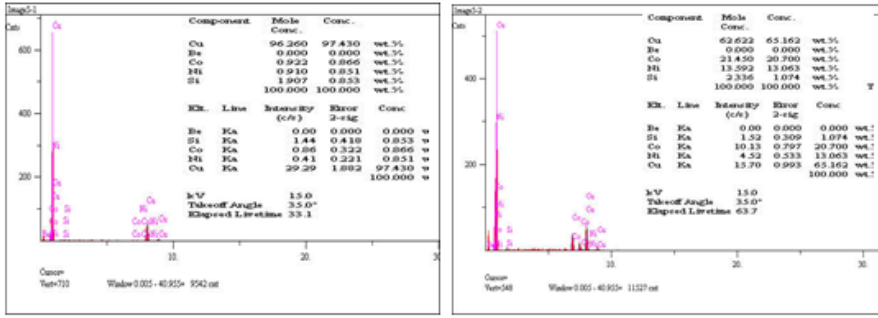 Image5-1
Cnts
Cu
600
400
200
10.
20.
30
Component Mole Conc.
Conc.
Cu 96.260 97.430 wt.%
Be 0.000 0.000 wt.%
Co 0.922 0.866 wt.%
Ni 0.910 0.851 wt.%
Si 1.907 0.853 wt.%
100.000 100.000 wt.%
Elt. Line Intensity Error Conc
(c/s) 2-sig
Be Ka 0.00 0.000 0.000
Si Ka 1.44 0.418 0.853
Co Ka 0.86 0.322 0.866
Ni Ka 0.41 0.221 0.851
Cu Ka 29.29 1.882 97.430
100.000
kV 15.0
Takeoff Angle 35.0°
Elapsed Livetime 33.1
Cursor=
Vert=710 Window 0.005 - 40.955= 9542 cnt
5-2
Cnts
Cu
400
200
10.
20.
30.
Component Mole Conc.
Conc.
Cu 62.622 65.162 wt.%
Be 0.000 0.000 wt.%
Co 21.450 20.700 wt.%
Ni 13.592 13.063 wt.%
Si 2.336 1.074 wt.%
100.000 100.000 wt.% T
Elt. Line Intensity Error Conc
(c/s) 2-sig
Be Ka 0.00 0.000 0.000 wt.
Si Ka 1.52 0.309 1.074 wt.
Co Ka 10.13 0.797 20.700 wt.
Ni Ka 4.52 0.533 13.063 wt.
Cu Ka 15.70 0.993 65.162 wt.
100.000 wt.
kV 15.0
Takeoff Angle 35.0°
Elapsed Livetime 63.7
Cursor=
Vert=548 Window 0.005 - 40.955= 11527 cnt